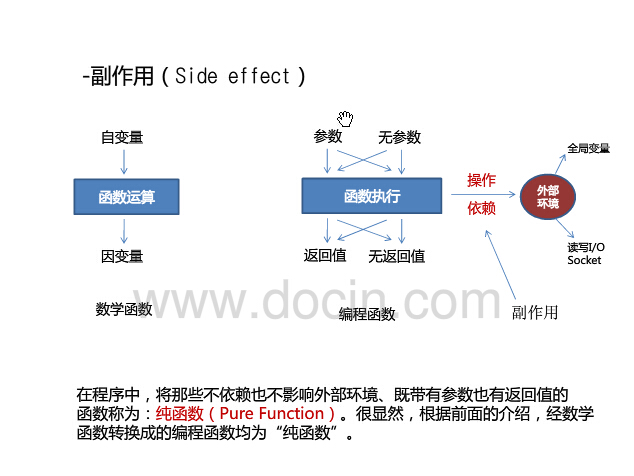 -副作用（Side effect）
自变量
参数
无参数
全局变量
函数运算
函数执行
操作
依赖
外部
环境
因变量
返回值
无返回值
读写I/O
Socket
数学函数
编程函数
副作用
www.docin.com
在程序中，将那些不依赖也不影响外部环境、既带有参数也有返回值的
函数称为：纯函数（Pure Function）。很显然，根据前面的介绍，经数学
函数转换成的编程函数均为“纯函数”。